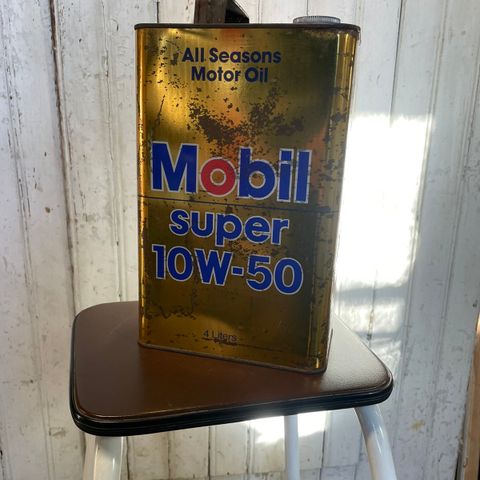 All Seasons
Motor Oil
Mobil
super
10W-50
4 Liters